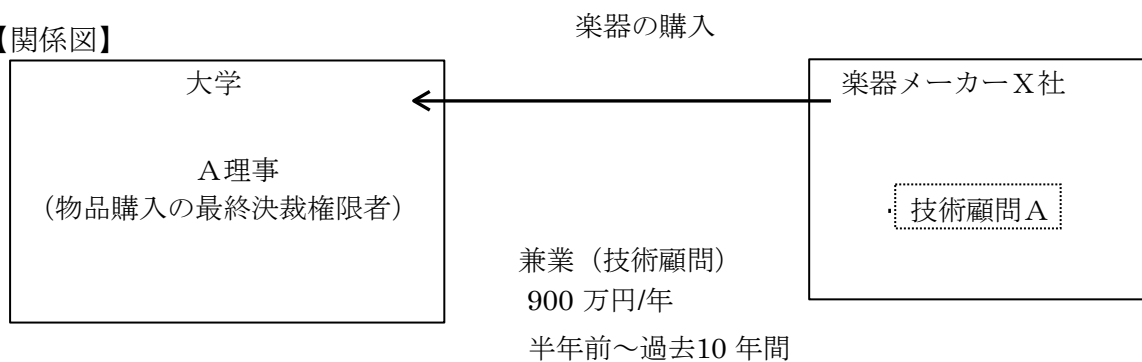 楽器の購入
【関係図】
大学
楽器メーカーX社
A理事
(物品購入の最終決裁権限者)
技術顧問A
兼業(技術顧問)
900 万円/年
半年前~過去10 年間